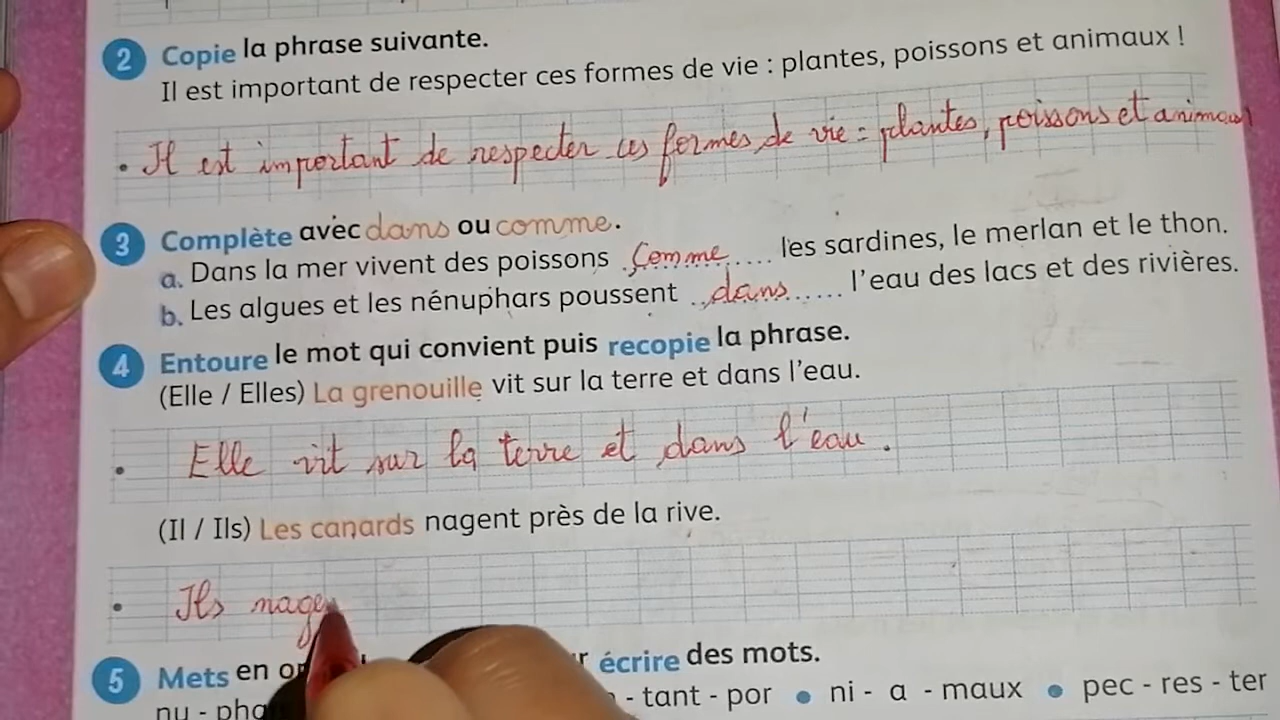 2 Copie la phrase suivante.
Il est important de respecter ces formes de vie : plantes, poissons et animaux !
• Il est important de respecter ces formes de vie : plantes, poissons et animaux
3 Complète avec dans ou comme.
a. Dans la mer vivent des poissons ..Comme.... les sardines, le merlan et le thon.
b. Les algues et les nénuphars poussent ..dans...... l'eau des lacs et des rivières.
4 Entoure le mot qui convient puis recopie la phrase.
(Elle / Elles) La grenouille vit sur la terre et dans l'eau.
• Elle vit sur la terre et dans l'eau.
(Il / Ils) Les canards nagent près de la rive.
• Ils nage
5 Mets en écrire des mots.
nu - pha - tant - por • ni - a - maux • pec - res - ter